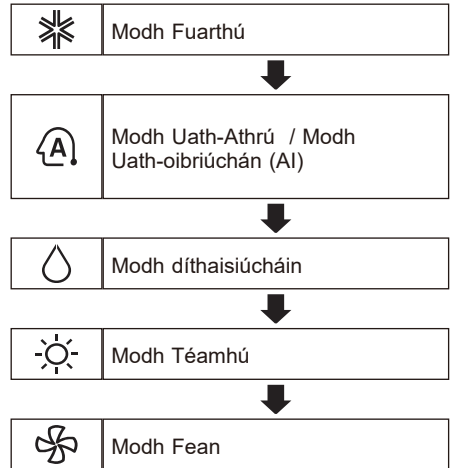 Modh Fuarthú
A
Modh Uath-Athrú / Modh
Uath-oibriúchán (AI)
Modh díthaisiúcháin
Modh Téamhú
Modh Fean